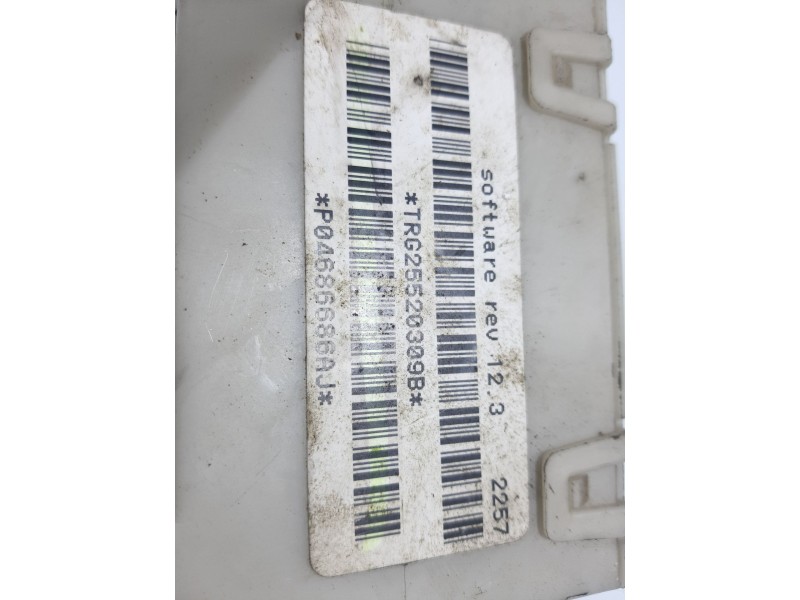 software rev 12.3 2257
*TRG25520309B*
*P04686686AJ*